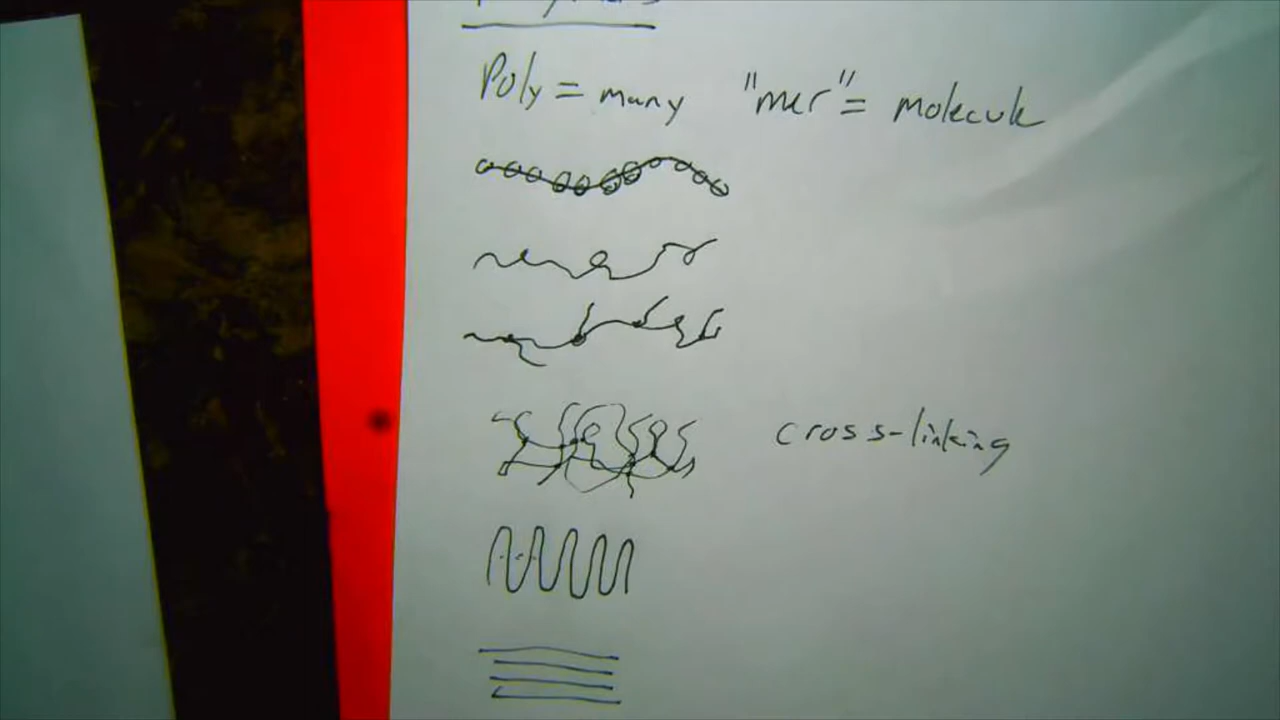 Poly = many "mer" = molecule
cross-linking